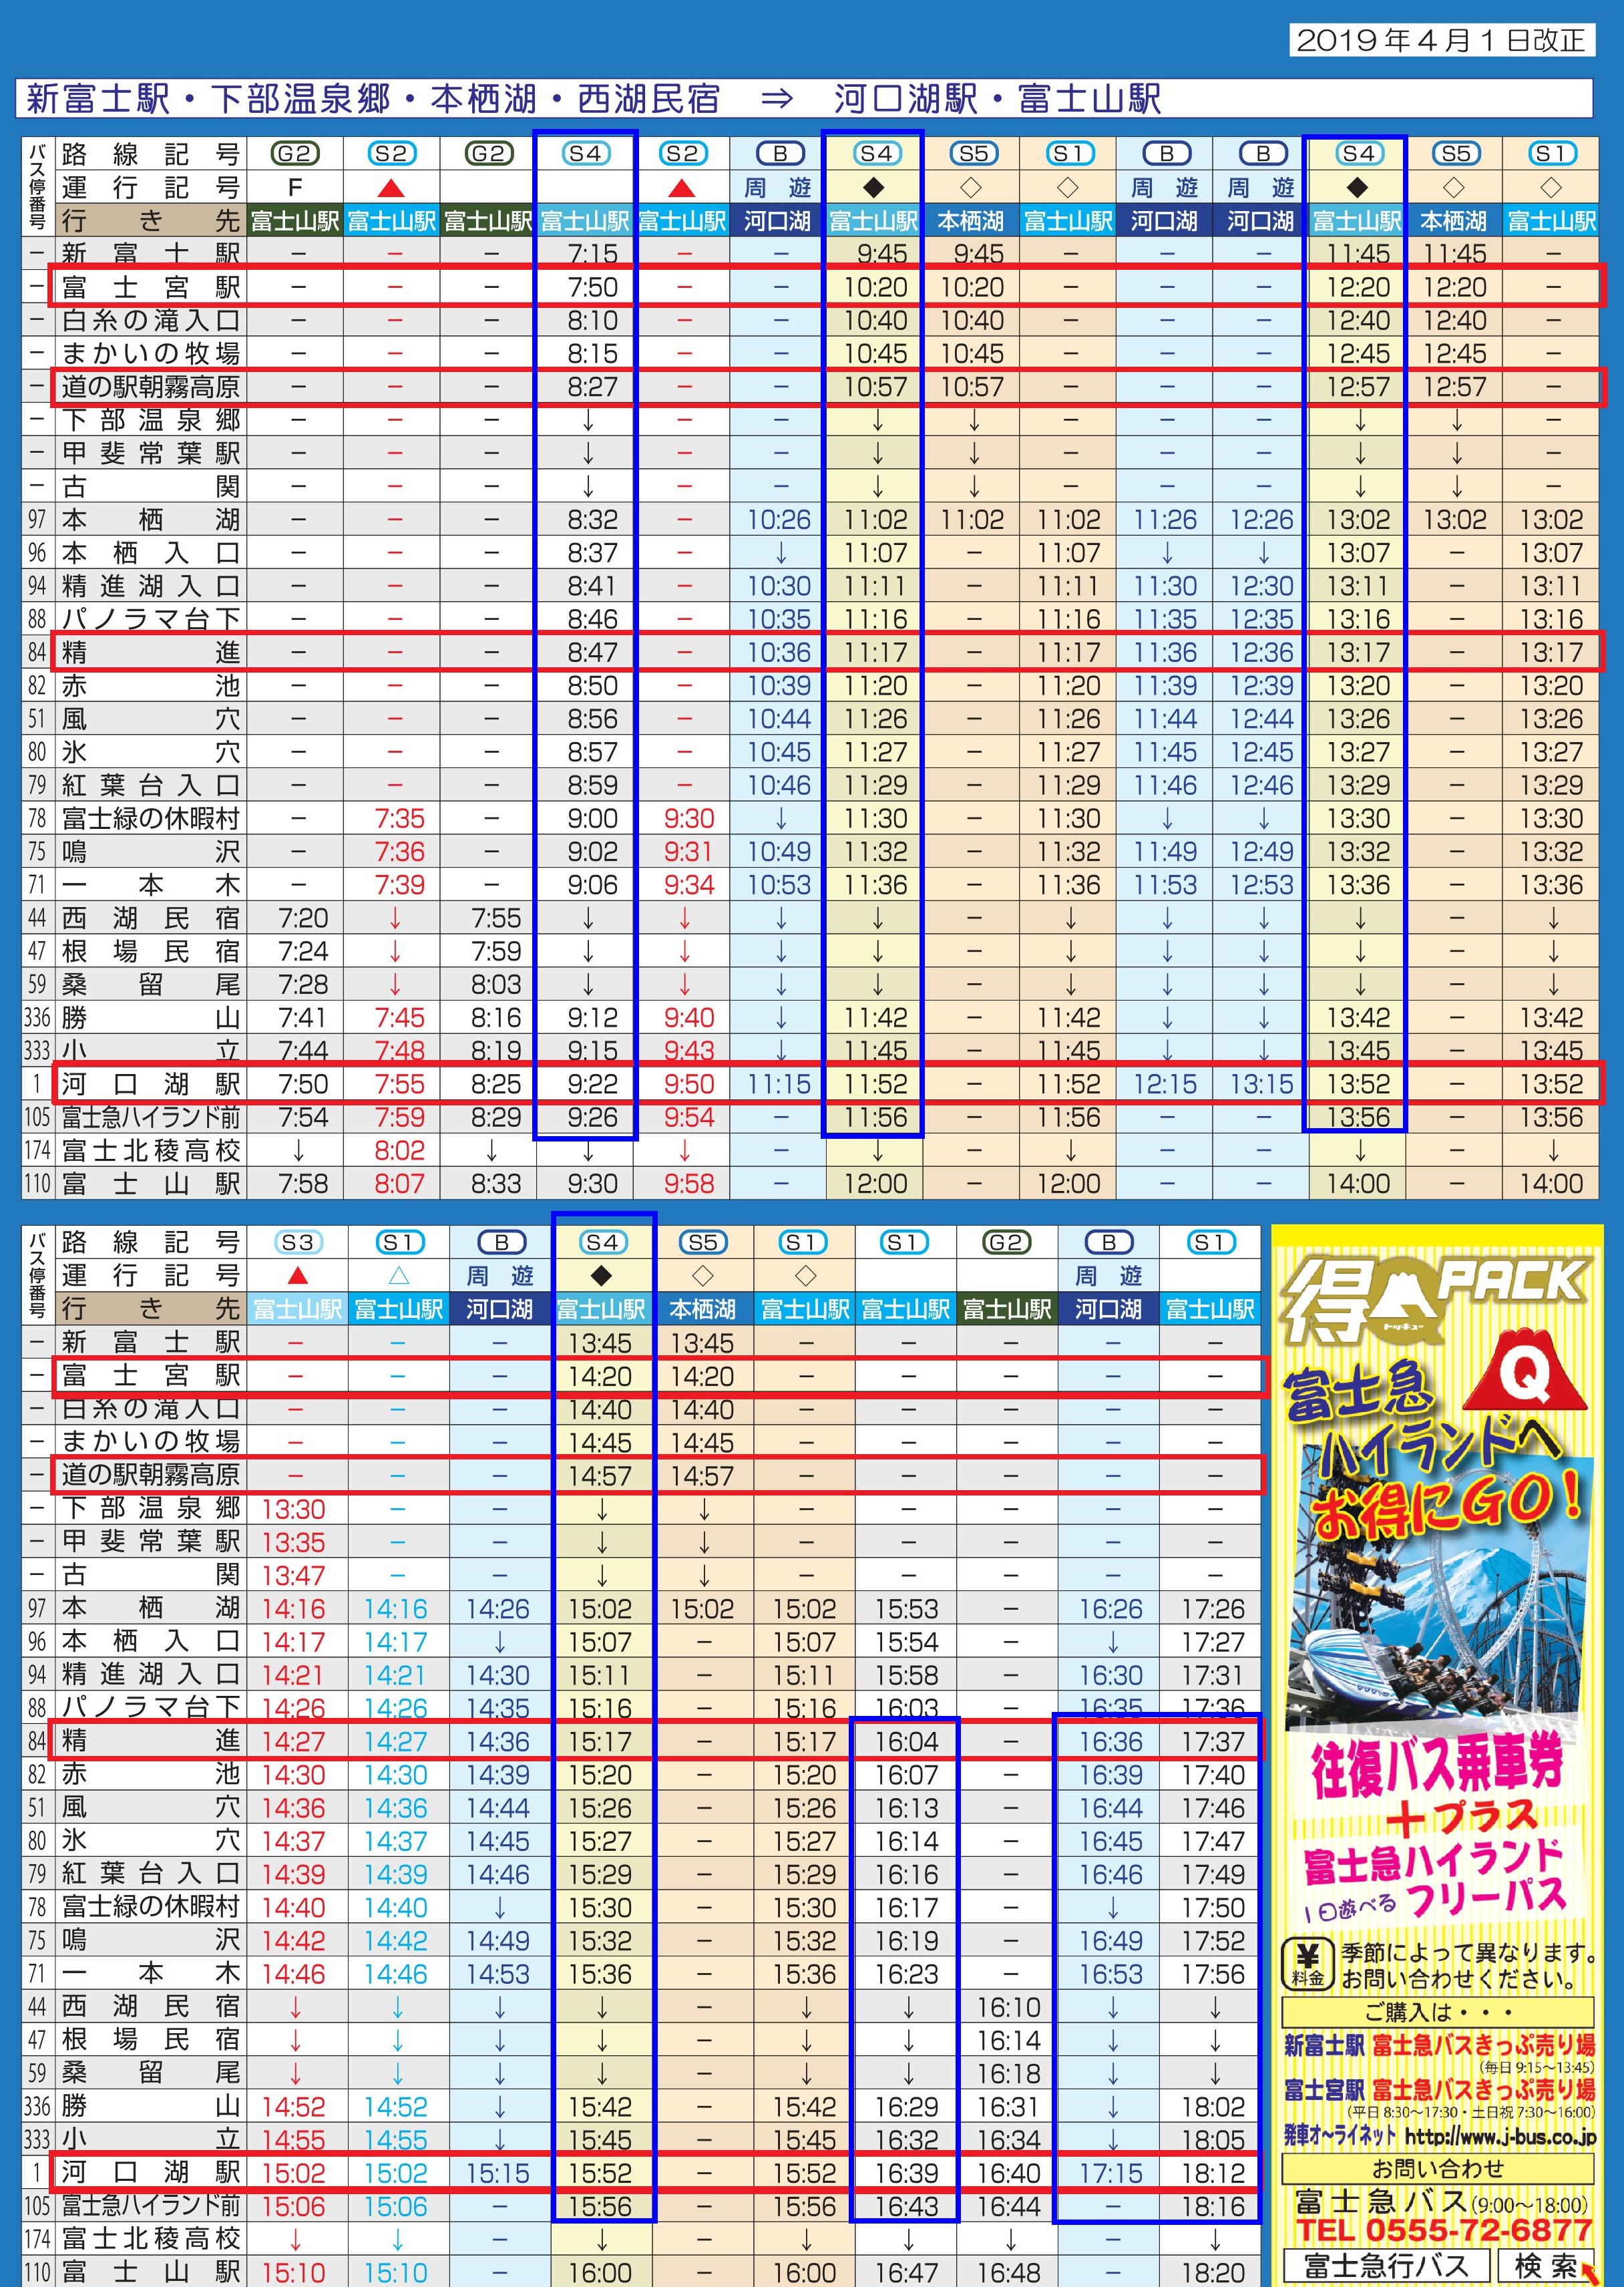 2019年4月1日改正
新富士駅・下部温泉郷・本栖湖・西湖民宿 ⇒ 河口湖駅・富士山駅
バス停番号 路線記号 G2 S2 G2 S4 S2 B S4 S5 S1 B B S4 S5 S1
運行記号 F ▲ ▲ 周遊 ◆ ◇ ◇ 周遊 周遊 ◆ ◇ ◇
行き先 富士山駅 富士山駅 富士山駅 富士山駅 富士山駅 河口湖 富士山駅 本栖湖 富士山駅 河口湖 河口湖 富士山駅 本栖湖 富士山駅
− 新富士駅 − − − 7:15 − − 9:45 9:45 − − − 11:45 11:45 −
− 富士宮駅 − − − 7:50 − − 10:20 10:20 − − − 12:20 12:20 −
− 白糸の滝入口 − − − 8:10 − − 10:40 10:40 − − − 12:40 12:40 −
− まかいの牧場 − − − 8:15 − − 10:45 10:45 − − − 12:45 12:45 −
− 道の駅朝霧高原 − − − 8:27 − − 10:57 10:57 − − − 12:57 12:57 −
− 下部温泉郷 − − − ↓ − − ↓ ↓ − − − ↓ ↓ −
− 甲斐常葉駅 − − − ↓ − − ↓ ↓ − − − ↓ ↓ −
− 古関 − − − ↓ − − ↓ ↓ − − − ↓ ↓ −
97 本栖湖 − − − 8:32 − 10:26 11:02 11:02 11:02 11:26 12:26 13:02 13:02 13:02
96 本栖入口 − − − 8:37 − ↓ 11:07 − 11:07 ↓ ↓ 13:07 − 13:07
94 精進湖入口 − − − 8:41 − 10:30 11:11 − 11:11 11:30 12:30 13:11 − 13:11
88 パノラマ台下 − − − 8:46 − 10:35 11:16 − 11:16 11:35 12:35 13:16 − 13:16
84 精進 − − − 8:47 − 10:36 11:17 − 11:17 11:36 12:36 13:17 − 13:17
82 赤池 − − − 8:50 − 10:39 11:20 − 11:20 11:39 12:39 13:20 − 13:20
51 風穴 − − − 8:56 − 10:44 11:26 − 11:26 11:44 12:44 13:26 − 13:26
80 氷穴 − − − 8:57 − 10:45 11:27 − 11:27 11:45 12:45 13:27 − 13:27
79 紅葉台入口 − − − 8:59 − 10:46 11:29 − 11:29 11:46 12:46 13:29 − 13:29
78 富士緑の休暇村 − 7:35 − 9:00 9:30 ↓ 11:30 − 11:30 ↓ ↓ 13:30 − 13:30
75 鳴沢 − 7:36 − 9:02 9:31 10:49 11:32 − 11:32 11:49 12:49 13:32 − 13:32
71 一本木 − 7:39 − 9:06 9:34 10:53 11:36 − 11:36 11:53 12:53 13:36 − 13:36
44 西湖民宿 7:20 ↓ 7:55 ↓ ↓ ↓ ↓ − ↓ ↓ ↓ ↓ − ↓
47 根場民宿 7:24 ↓ 7:59 ↓ ↓ ↓ ↓ − ↓ ↓ ↓ ↓ − ↓
59 桑留尾 7:28 ↓ 8:03 ↓ ↓ ↓ ↓ − ↓ ↓ ↓ ↓ − ↓
336 勝山 7:41 7:45 8:16 9:12 9:40 ↓ 11:42 − 11:42 ↓ ↓ 13:42 − 13:42
333 小立 7:44 7:48 8:19 9:15 9:43 ↓ 11:45 − 11:45 ↓ ↓ 13:45 − 13:45
1 河口湖駅 7:50 7:55 8:25 9:22 9:50 11:15 11:52 − 11:52 12:15 13:15 13:52 − 13:52
105 富士急ハイランド前 7:54 7:59 8:29 9:26 9:54 − 11:56 − 11:56 − − 13:56 − 13:56
174 富士北稜高校 ↓ 8:02 ↓ ↓ ↓ − ↓ − ↓ − − ↓ − ↓
110 富士山駅 7:58 8:07 8:33 9:30 9:58 − 12:00 − 12:00 − − 14:00 − 14:00
バス停番号 路線記号 S3 S1 B S4 S5 S1 S1 G2 B S1
運行記号 ▲ △ 周遊 ◆ ◇ ◇ 周遊
行き先 富士山駅 富士山駅 河口湖 富士山駅 本栖湖 富士山駅 富士山駅 富士山駅 河口湖 富士山駅
− 新富士駅 − − − 13:45 13:45 − − − − −
− 富士宮駅 − − − 14:20 14:20 − − − − −
− 白糸の滝入口 − − − 14:40 14:40 − − − − −
− まかいの牧場 − − − 14:45 14:45 − − − − −
− 道の駅朝霧高原 − − − 14:57 14:57 − − − − −
− 下部温泉郷 13:30 − − ↓ ↓ − − − − −
− 甲斐常葉駅 13:35 − − ↓ ↓ − − − − −
− 古関 13:47 − − ↓ ↓ − − − − −
97 本栖湖 14:16 14:16 14:26 15:02 15:02 15:02 15:53 − 16:26 17:26
96 本栖入口 14:17 14:17 ↓ 15:07 − 15:07 15:54 − ↓ 17:27
94 精進湖入口 14:21 14:21 14:30 15:11 − 15:11 15:58 − 16:30 17:31
88 パノラマ台下 14:26 14:26 14:35 15:16 − 15:16 16:03 − 16:35 17:36
84 精進 14:27 14:27 14:36 15:17 − 15:17 16:04 − 16:36 17:37
82 赤池 14:30 14:30 14:39 15:20 − 15:20 16:07 − 16:39 17:40
51 風穴 14:36 14:36 14:44 15:26 − 15:26 16:13 − 16:44 17:46
80 氷穴 14:37 14:37 14:45 15:27 − 15:27 16:14 − 16:45 17:47
79 紅葉台入口 14:39 14:39 14:46 15:29 − 15:29 16:16 − 16:46 17:49
78 富士緑の休暇村 14:40 14:40 ↓ 15:30 − 15:30 16:17 − ↓ 17:50
75 鳴沢 14:42 14:42 14:49 15:32 − 15:32 16:19 − 16:49 17:52
71 一本木 14:46 14:46 14:53 15:36 − 15:36 16:23 − 16:53 17:56
44 西湖民宿 ↓ ↓ ↓ ↓ − ↓ ↓ 16:10 ↓ ↓
47 根場民宿 ↓ ↓ ↓ ↓ − ↓ ↓ 16:14 ↓ ↓
59 桑留尾 ↓ ↓ ↓ ↓ − ↓ ↓ 16:18 ↓ ↓
336 勝山 14:52 14:52 ↓ 15:42 − 15:42 16:29 16:31 ↓ 18:02
333 小立 14:55 14:55 ↓ 15:45 − 15:45 16:32 16:34 ↓ 18:05
1 河口湖駅 15:02 15:02 15:15 15:52 − 15:52 16:39 16:40 17:15 18:12
105 富士急ハイランド前 15:06 15:06 − 15:56 − 15:56 16:43 16:44 − 18:16
174 富士北稜高校 ↓ ↓ − ↓ − ↓ ↓ ↓ − ↓
110 富士山駅 15:10 15:10 − 16:00 − 16:00 16:47 16:48 − 18:20
得Q PACK
トッキュー
Q
富士急
ハイランドへ
お得にGO!
往復バス乗車券
＋プラス
富士急ハイランド
1日遊べる フリーパス
¥料金 季節によって異なります。
お問い合わせください。
ご購入は・・・
新富士駅 富士急バスきっぷ売り場
(毎日 9:15～13:45)
富士宮駅 富士急バスきっぷ売り場
(平日 8:30～17:30・土日祝 7:30～16:00)
発車オ～ライネット http://www.j-bus.co.jp
お問い合わせ
富士急バス(9:00～18:00)
TEL 0555-72-6877
富士急行バス 検索